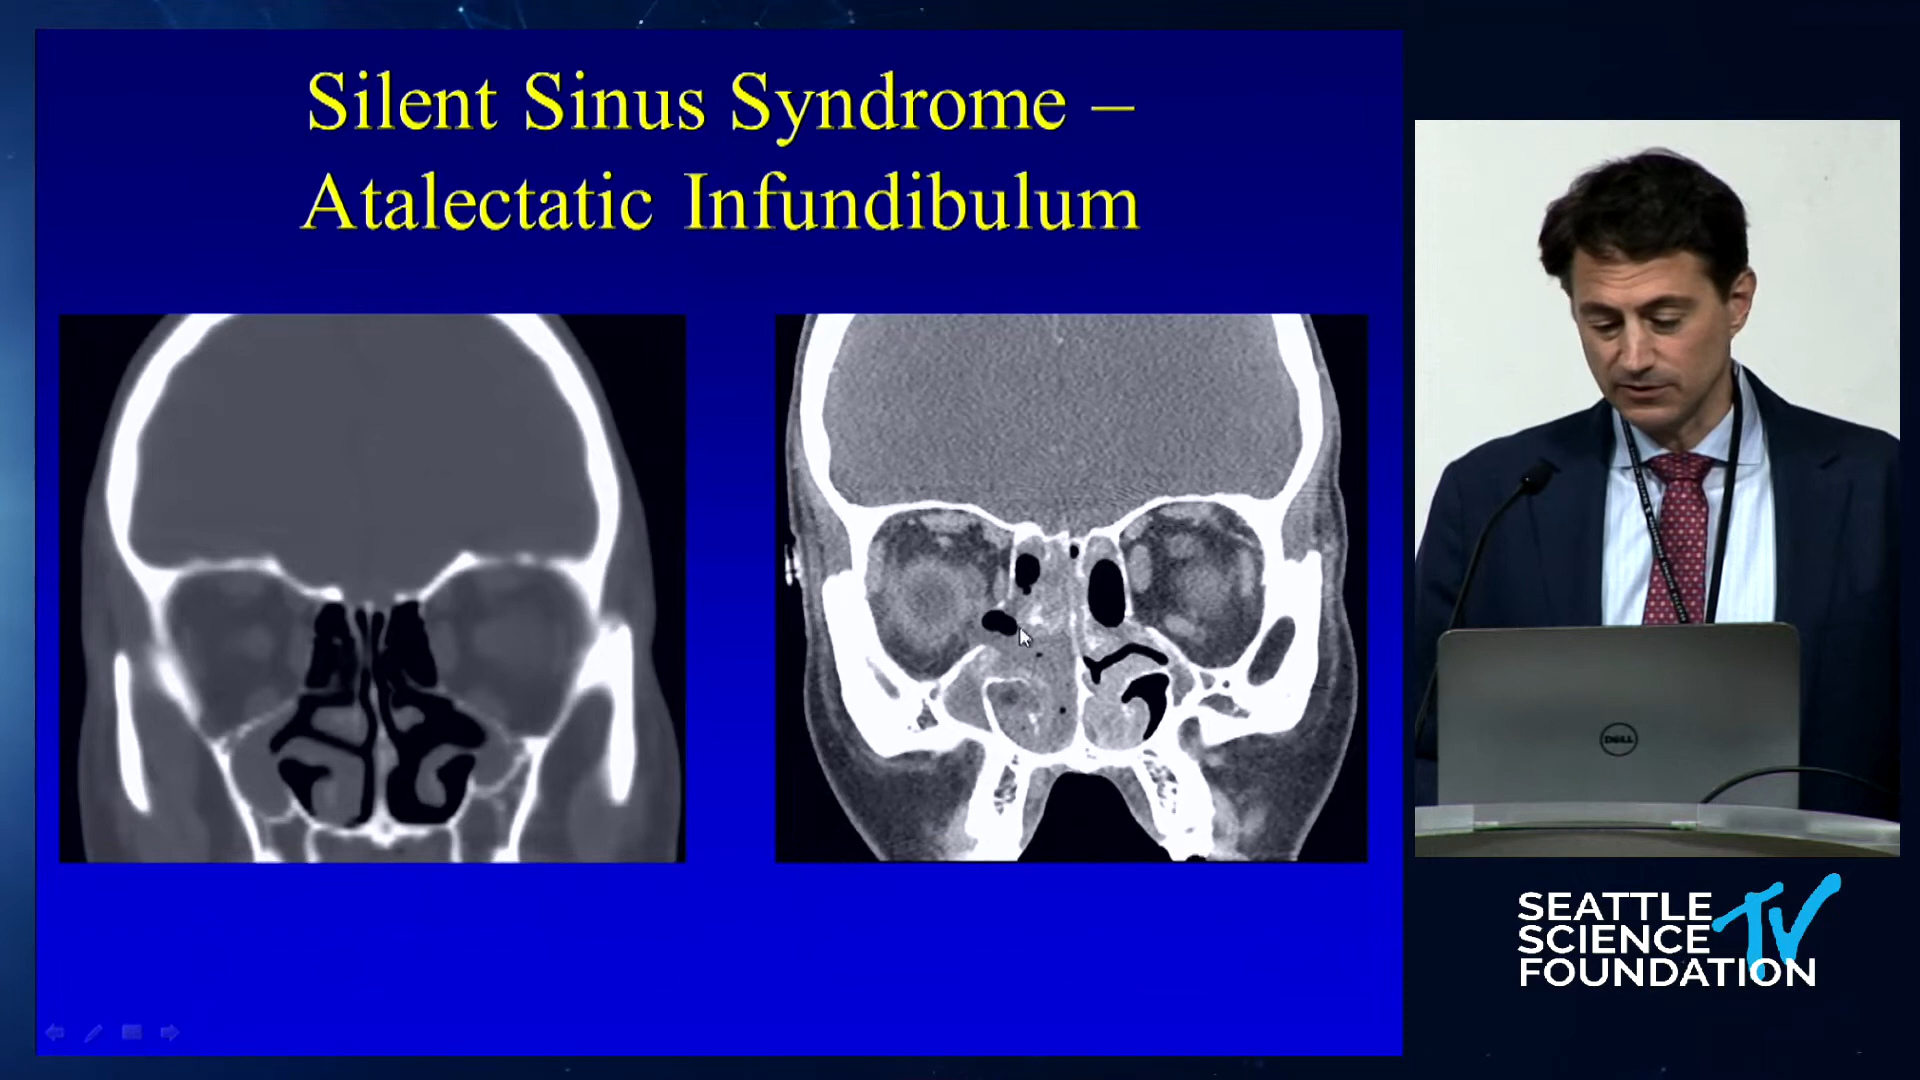 Silent Sinus Syndrome –
Atalectatic Infundibulum
DELL
SEATTLE
SCIENCE
FOUNDATION
TV